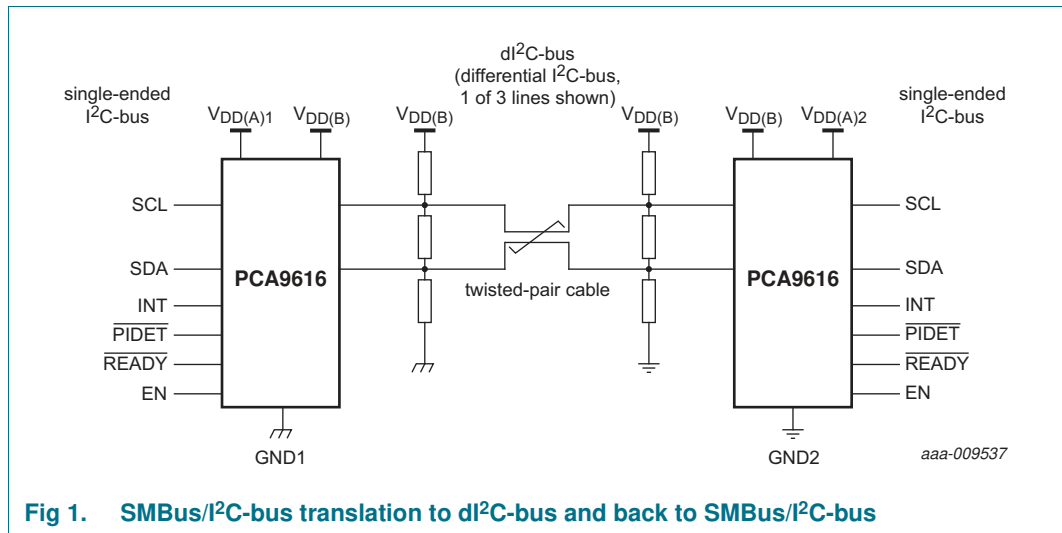 dI²C-bus
(differential I²C-bus,
1 of 3 lines shown)
single-ended
I²C-bus
single-ended
I²C-bus
VDD(A)1
VDD(B)
VDD(B)
VDD(B)
VDD(B)
VDD(A)2
SCL
SCL
SDA
PCA9616
twisted-pair cable
PCA9616
SDA
INT
INT
PIDET
PIDET
READY
READY
EN
EN
GND1
GND2
aaa-009537
Fig 1. SMBus/I²C-bus translation to dI²C-bus and back to SMBus/I²C-bus